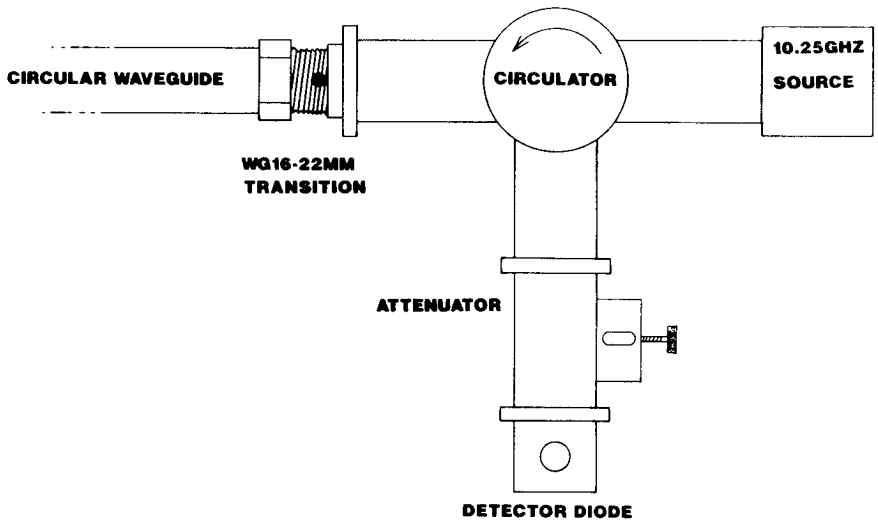 10.25GHZ
SOURCE
CIRCULAR WAVEGUIDE
CIRCULATOR
WG16-22MM
TRANSITION
ATTENUATOR
DETECTOR DIODE